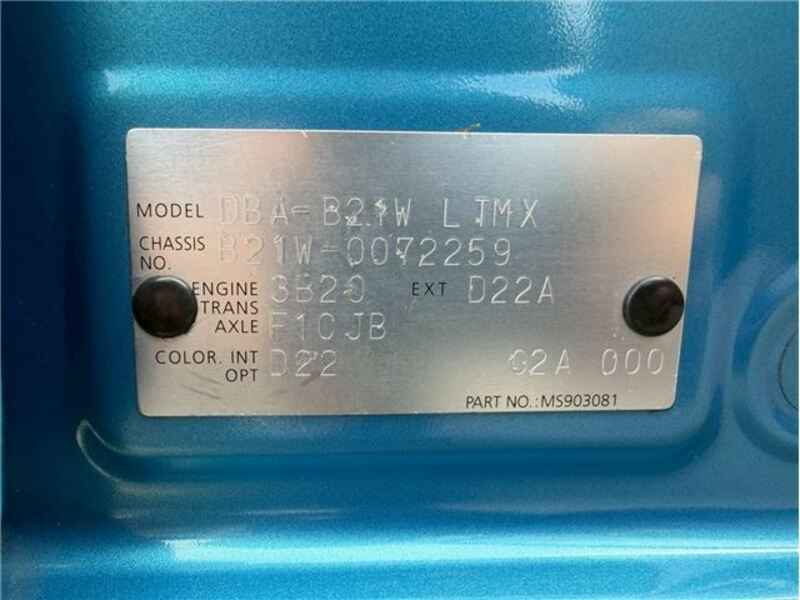 MODEL DBA-B21W LTMX
CHASSIS NO. B21W-0072259
ENGINE 3B20 EXT D22A
TRANS AXLE F1CJB
COLOR. INT OPT D22 G2A 000
PART NO.:MS903081